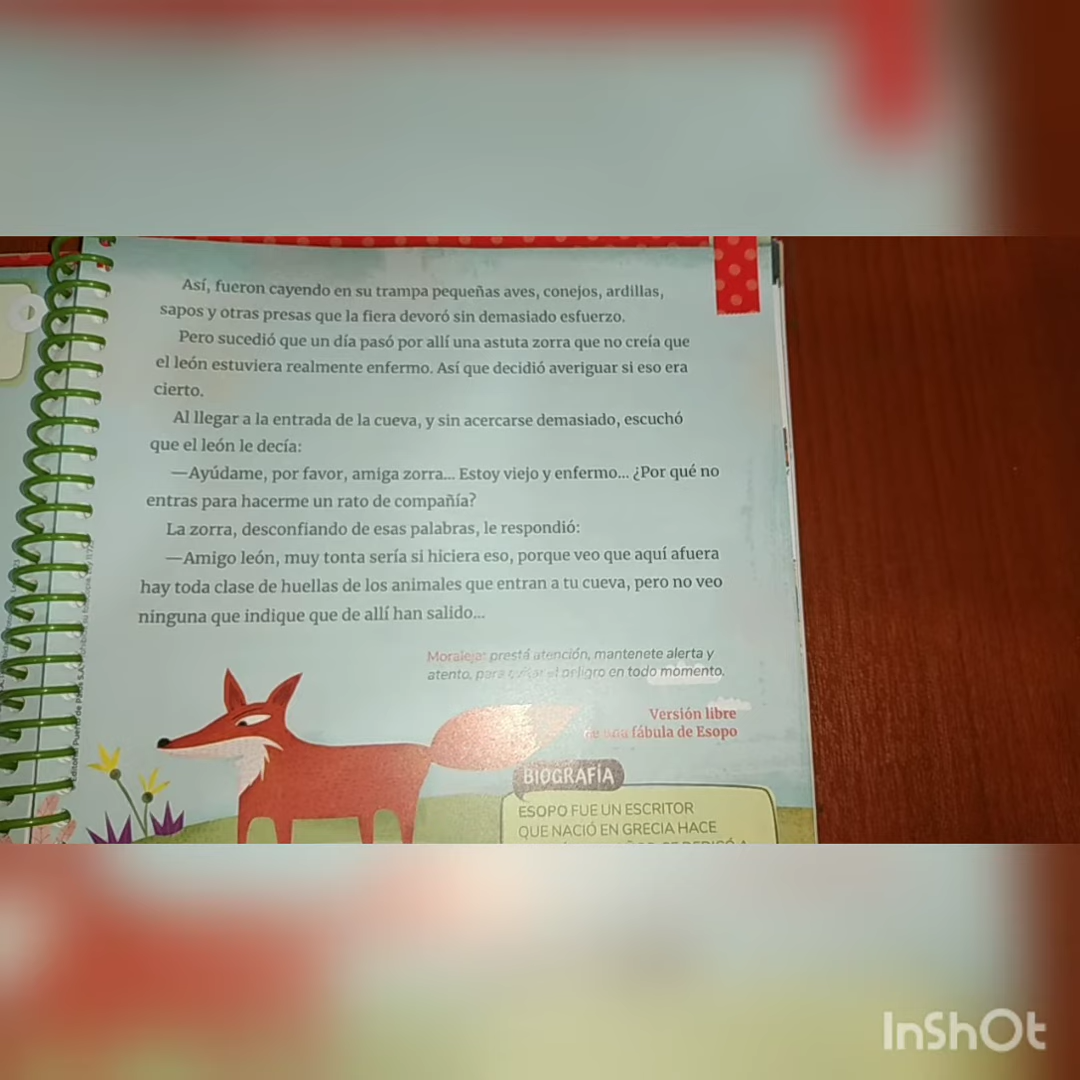 Así, fueron cayendo en su trampa pequeñas aves, conejos, ardillas,
sapos y otras presas que la fiera devoró sin demasiado esfuerzo.
Pero sucedió que un día pasó por allí una astuta zorra que no creía que
el león estuviera realmente enfermo. Así que decidió averiguar si eso era
cierto.
Al llegar a la entrada de la cueva, y sin acercarse demasiado, escuchó
que el león le decía:
—Ayúdame, por favor, amiga zorra... Estoy viejo y enfermo... ¿Por qué no
entras para hacerme un rato de compañía?
La zorra, desconfiando de esas palabras, le respondió:
—Amigo león, muy tonta sería si hiciera eso, porque veo que aquí afuera
hay toda clase de huellas de los animales que entran a tu cueva, pero no veo
ninguna que indique que de allí han salido...
Moraleja: prestá atención, mantenete alerta y
atento, para evitar el peligro en todo momento.
Versión libre
de una fábula de Esopo
BIOGRAFÍA
ESOPO FUE UN ESCRITOR
QUE NACIÓ EN GRECIA HACE
InShOt